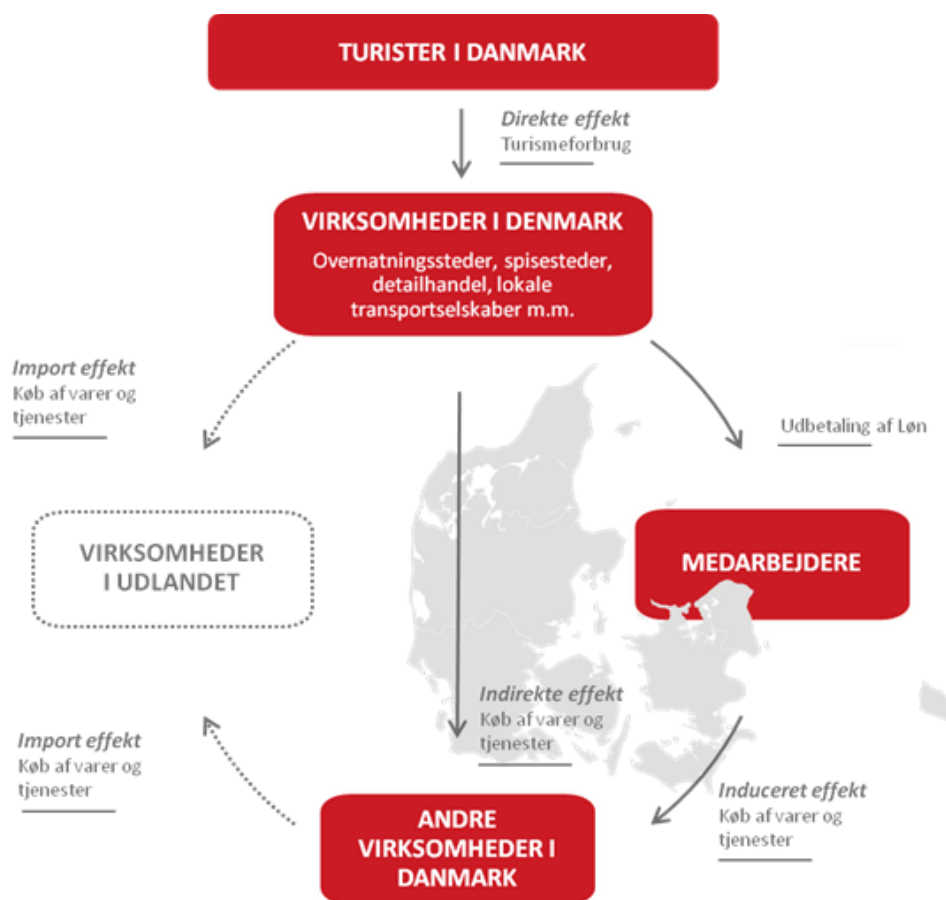 TURISTER I DANMARK
Direkte effekt
Turismeforbrug
VIRKSOMHEDER I DENMARK
Overnatningssteder, spisesteder,
detailhandel, lokale
transportselskaber m.m.
Import effekt
Køb af varer og
tjenester
Udbetaling af Løn
VIRKSOMHEDER
I UDLANDET
MEDARBEJDERE
Indirekte effekt
Køb af varer og
tjenester
Import effekt
Køb af varer og
tjenester
Induceret effekt
Køb af varer og
tjenester
ANDRE
VIRKSOMHEDER I
DANMARK